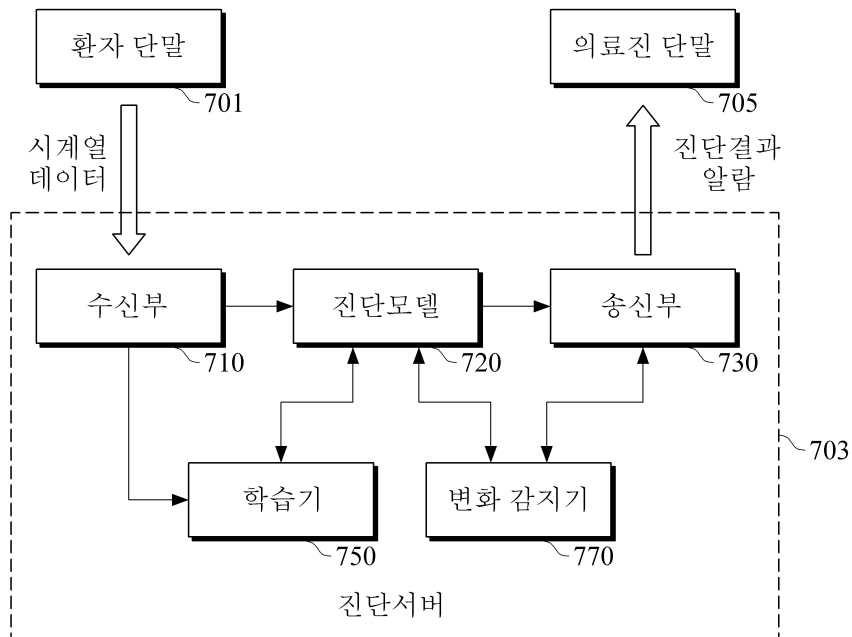 환자 단말
701
의료진 단말
705
시계열
데이터
진단결과
알람
수신부
710
진단모델
720
송신부
730
703
학습기
750
변화 감지기
770
진단서버